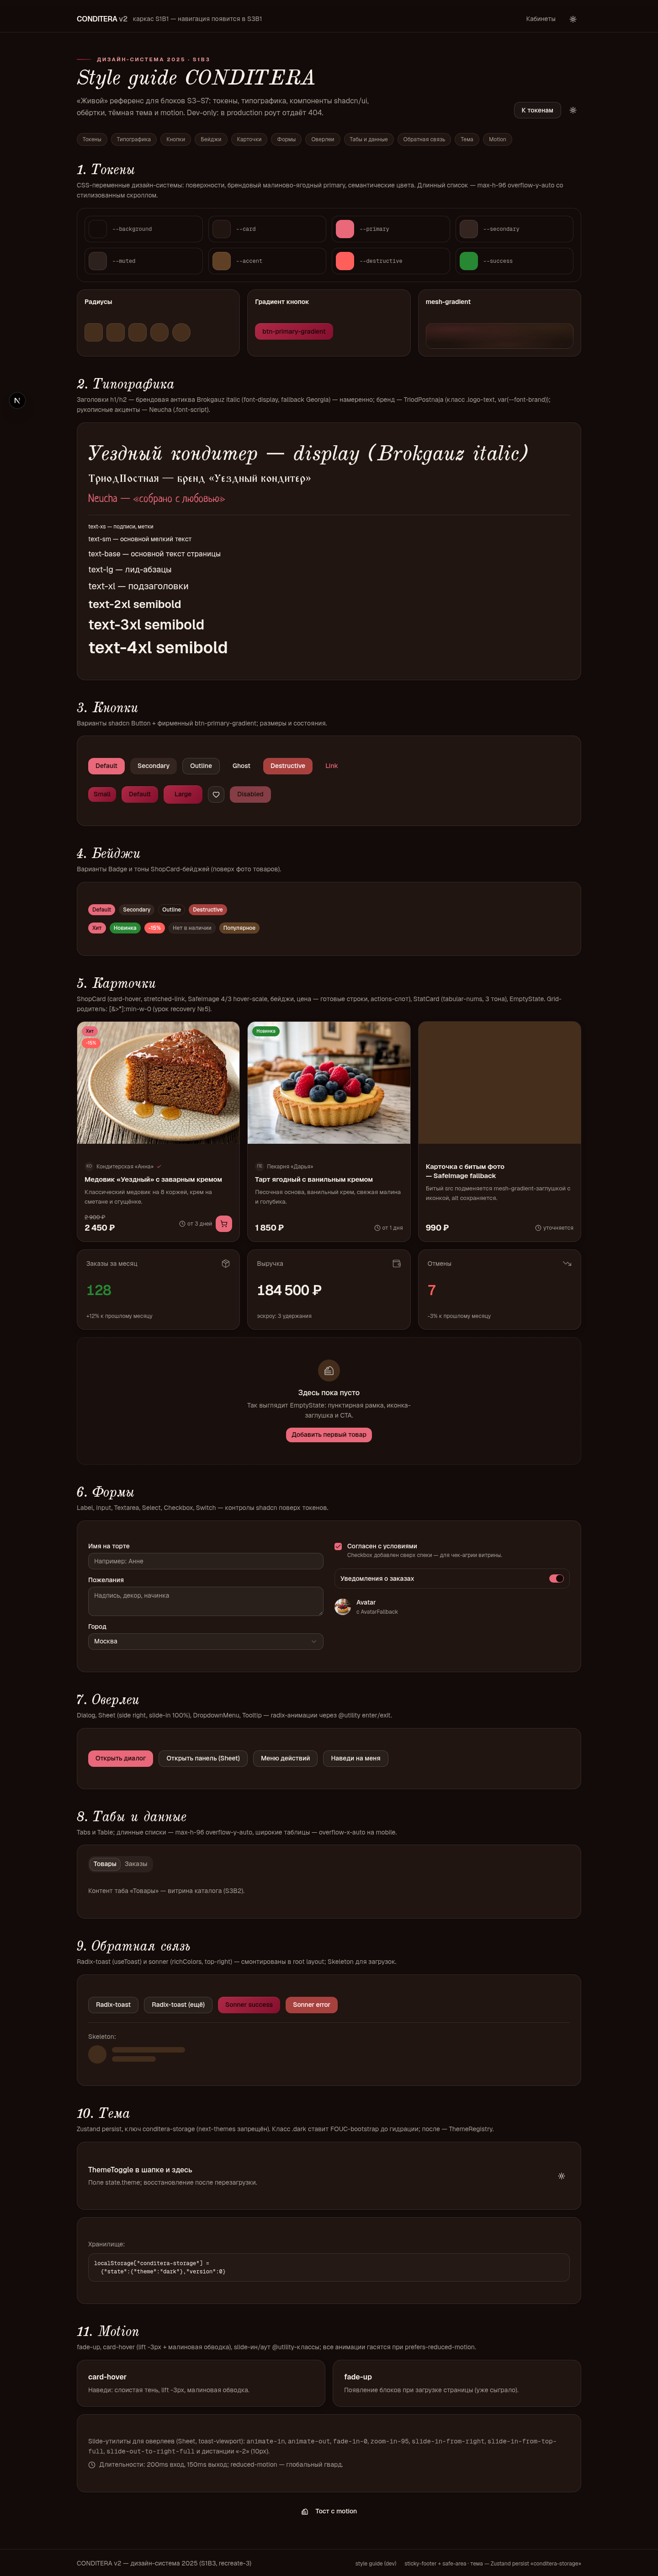 CONDITERA v2 каркас S1B1 — навигация появится в S3B1
Кабинеты
ДИЗАЙН-СИСТЕМА 2025 · S1B3
Style guide CONDITERA
«Живой» референс для блоков S3–S7: токены, типографика, компоненты shadcn/ui,
обёртки, тёмная тема и motion. Dev-only: в production роут отдаёт 404.
К токенам
Токены
Типографика
Кнопки
Бейджи
Карточки
Формы
Оверлеи
Табы и данные
Обратная связь
Тема
Motion
1. Токены
CSS-переменные дизайн-системы: поверхности, брендовый малиново-ягодный primary, семантические цвета. Длинный список — max-h-96 overflow-y-auto со
стилизованным скроллом.
--background
--card
--primary
--secondary
--muted
--accent
--destructive
--success
Радиусы
Градиент кнопок
btn-primary-gradient
mesh-gradient
2. Типографика
Заголовки h1/h2 — брендовая антиква Brokgauz Italic (font-display, fallback Georgia) — намеренно; бренд — TriodPostnaja (класс .logo-text, var(--font-brand));
рукописные акценты — Neucha (.font-script).
Уездный кондитер — display (Brokgauz italic)
ТриодПостная — бренд «Уездный кондитер»
Neucha — «собрано с любовью»
text-xs — подписи, метки
text-sm — основной мелкий текст
text-base — основной текст страницы
text-lg — лид-абзацы
text-xl — подзаголовки
text-2xl semibold
text-3xl semibold
text-4xl semibold
3. Кнопки
Варианты shadcn Button + фирменный btn-primary-gradient; размеры и состояния.
Default
Secondary
Outline
Ghost
Destructive
Link
Small
Default
Large
Disabled
4. Бейджи
Варианты Badge и тоны ShopCard-бейджей (поверх фото товаров).
Default
Secondary
Outline
Destructive
Хит
Новинка
-15%
Нет в наличии
Популярное
5. Карточки
ShopCard (card-hover, stretched-link, SafeImage 4/3 hover-scale, бейджи, цена — готовые строки, actions-слот), StatCard (tabular-nums, 3 тона), EmptyState. Grid-
родитель: [&>*]:min-w-0 (урок recovery №5).
Хит
-15%
Новинка
Кондитерская «Анна»
Медовик «Уездный» с заварным кремом
Классический медовик на 8 коржей, крем на
сметане и сгущёнке.
2 900 ₽
2 450 ₽
от 3 дней
Пекарня «Дарья»
Тарт ягодный с ванильным кремом
Песочная основа, ванильный крем, свежая малина
и голубика.
1 850 ₽
от 1 дня
Карточка с битым фото
— SafeImage fallback
Битый src подменяется mesh-gradient-заглушкой с
иконкой, alt сохраняется.
990 ₽
уточняется
Заказы за месяц
128
+12% к прошлому месяцу
Выручка
184 500 ₽
эскроу: 3 удержания
Отмены
7
-3% к прошлому месяцу
Здесь пока пусто
Так выглядит EmptyState: пунктирная рамка, иконка-
заглушка и CTA.
Добавить первый товар
6. Формы
Label, Input, Textarea, Select, Checkbox, Switch — контролы shadcn поверх токенов.
Имя на торте
Например: Анне
Пожелания
Надпись, декор, начинка
Город
Москва
Согласен с условиями
Checkbox добавлен сверх спеки — для чек-агрии витрины.
Уведомления о заказах
Avatar
с AvatarFallback
7. Оверлеи
Dialog, Sheet (side right, slide-in 100%), DropdownMenu, Tooltip — radix-анимации через @utility enter/exit.
Открыть диалог
Открыть панель (Sheet)
Меню действий
Наведи на меня
8. Табы и данные
Tabs и Table; длинные списки — max-h-96 overflow-y-auto, широкие таблицы — overflow-x-auto на mobile.
Товары
Заказы
Контент таба «Товары» — витрина каталога (S3B2).
9. Обратная связь
Radix-toast (useToast) и sonner (richColors, top-right) — смонтированы в root layout; Skeleton для загрузок.
Radix-toast
Radix-toast (ещё)
Sonner success
Sonner error
Skeleton:
10. Тема
Zustand persist, ключ conditera-storage (next-themes запрещён). Класс .dark ставит FOUC-bootstrap до гидрации; после — ThemeRegistry.
ThemeToggle в шапке и здесь
Поле state.theme; восстановление после перезагрузки.
Хранилище:
localStorage["conditera-storage"] =
{"state":{"theme":"dark"},"version":0}
11. Motion
fade-up, card-hover (lift -3px + малиновая обводка), slide-ин/аут @utility-классы; все анимации гасятся при prefers-reduced-motion.
card-hover
Наведи: слоистая тень, lift -3px, малиновая обводка.
fade-up
Появление блоков при загрузке страницы (уже сыграло).
Slide-утилиты для оверлеев (Sheet, toast-viewport): animate-in, animate-out, fade-in-0, zoom-in-95, slide-in-from-right, slide-in-from-top-
full, slide-out-to-right-full и дистанции «-2» (10px).
Длительности: 200ms вход, 150ms выход; reduced-motion — глобальный гвард.
Тост с motion
CONDITERA v2 — дизайн-система 2025 (S1B3, recreate-3)
style guide (dev)
sticky-footer + safe-area · тема — Zustand persist «conditera-storage»